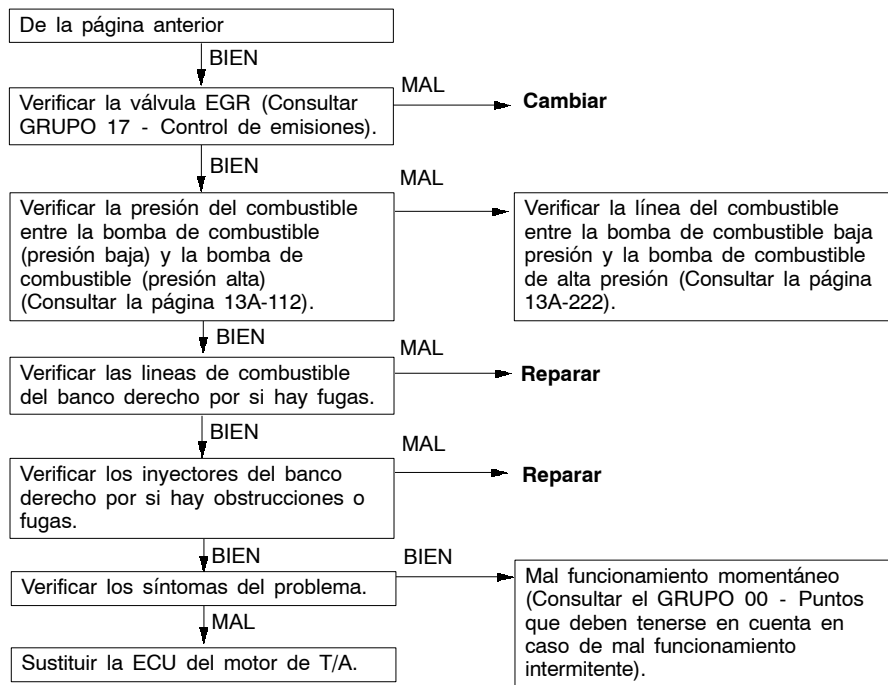 De la página anterior
BIEN
MAL
Verificar la válvula EGR (Consultar
GRUPO 17 - Control de emisiones).
Cambiar
BIEN
MAL
Verificar la presión del combustible
entre la bomba de combustible
(presión baja) y la bomba de
combustible (presión alta)
(Consultar la página 13A-112).
Verificar la línea del combustible
entre la bomba de combustible baja
presión y la bomba de combustible
de alta presión (Consultar la página
13A-222).
BIEN
MAL
Verificar las lineas de combustible
del banco derecho por si hay fugas.
Reparar
BIEN
MAL
Verificar los inyectores del banco
derecho por si hay obstrucciones o
fugas.
Reparar
BIEN
BIEN
Verificar los síntomas del problema.
Mal funcionamiento momentáneo
(Consultar el GRUPO 00 - Puntos
que deben tenerse en cuenta en
caso de mal funcionamiento
intermitente).
MAL
Sustituir la ECU del motor de T/A.